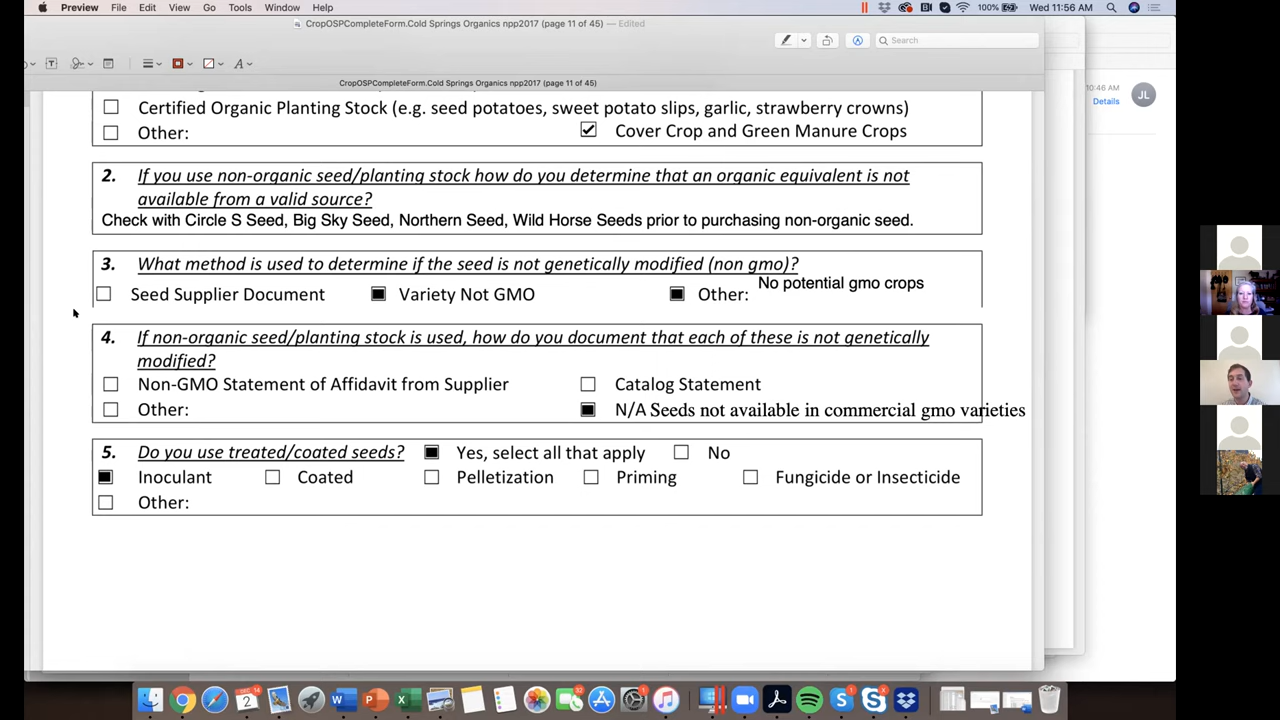 Preview File Edit View Go Tools Window Help 100% Wed 11:56 AM
CropOSPCompleteForm.Cold Springs Organics npp2017 (page 11 of 45) — Edited
Search
CropOSPCompleteForm.Cold Springs Organics npp2017 (page 11 of 45)
10:46 AM
Details
JL
Certified Organic Planting Stock (e.g. seed potatoes, sweet potato slips, garlic, strawberry crowns)
Other: Cover Crop and Green Manure Crops
2. If you use non-organic seed/planting stock how do you determine that an organic equivalent is not
available from a valid source?
Check with Circle S Seed, Big Sky Seed, Northern Seed, Wild Horse Seeds prior to purchasing non-organic seed.
3. What method is used to determine if the seed is not genetically modified (non gmo)?
Seed Supplier Document Variety Not GMO Other: No potential gmo crops
4. If non-organic seed/planting stock is used, how do you document that each of these is not genetically
modified?
Non-GMO Statement of Affidavit from Supplier Catalog Statement
Other: N/A Seeds not available in commercial gmo varieties
5. Do you use treated/coated seeds? Yes, select all that apply No
Inoculant Coated Pelletization Priming Fungicide or Insecticide
Other: